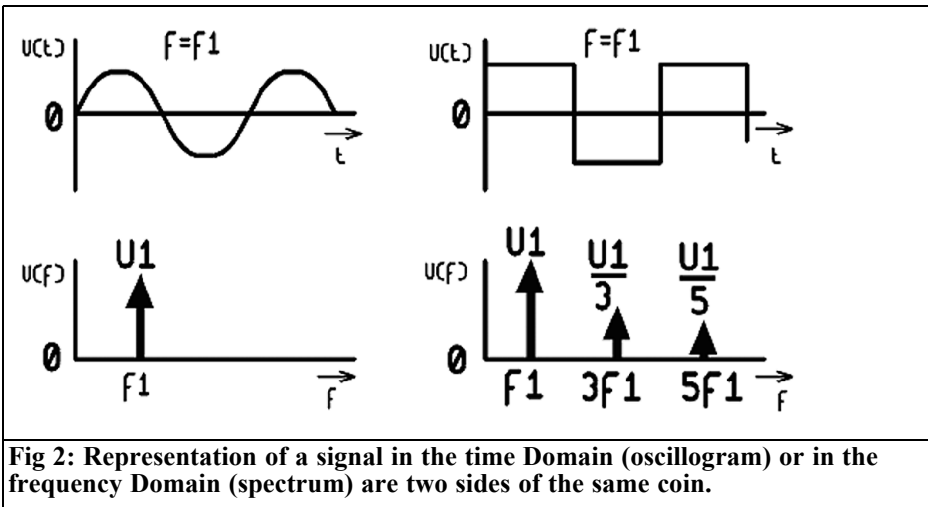 U(t)
F=F1
0
t
U(t)
F=F1
0
t
U(f)
U1
0
F1
F
U(f)
U1
U1
3
U1
5
0
F1
3F1
5F1
F
Fig 2: Representation of a signal in the time Domain (oscillogram) or in the
frequency Domain (spectrum) are two sides of the same coin.